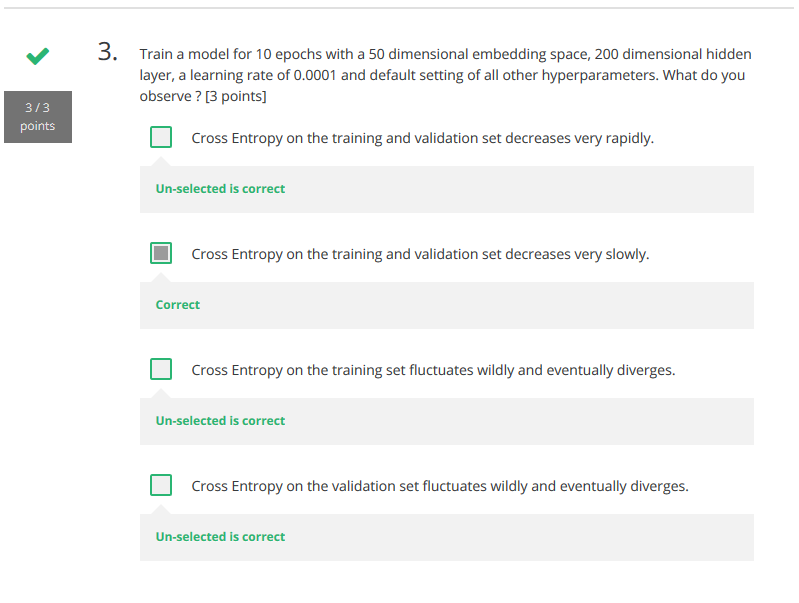 3.
Train a model for 10 epochs with a 50 dimensional embedding space, 200 dimensional hidden
layer, a learning rate of 0.0001 and default setting of all other hyperparameters. What do you
observe ? [3 points]
3 / 3
points
Cross Entropy on the training and validation set decreases very rapidly.
Un-selected is correct
Cross Entropy on the training and validation set decreases very slowly.
Correct
Cross Entropy on the training set fluctuates wildly and eventually diverges.
Un-selected is correct
Cross Entropy on the validation set fluctuates wildly and eventually diverges.
Un-selected is correct